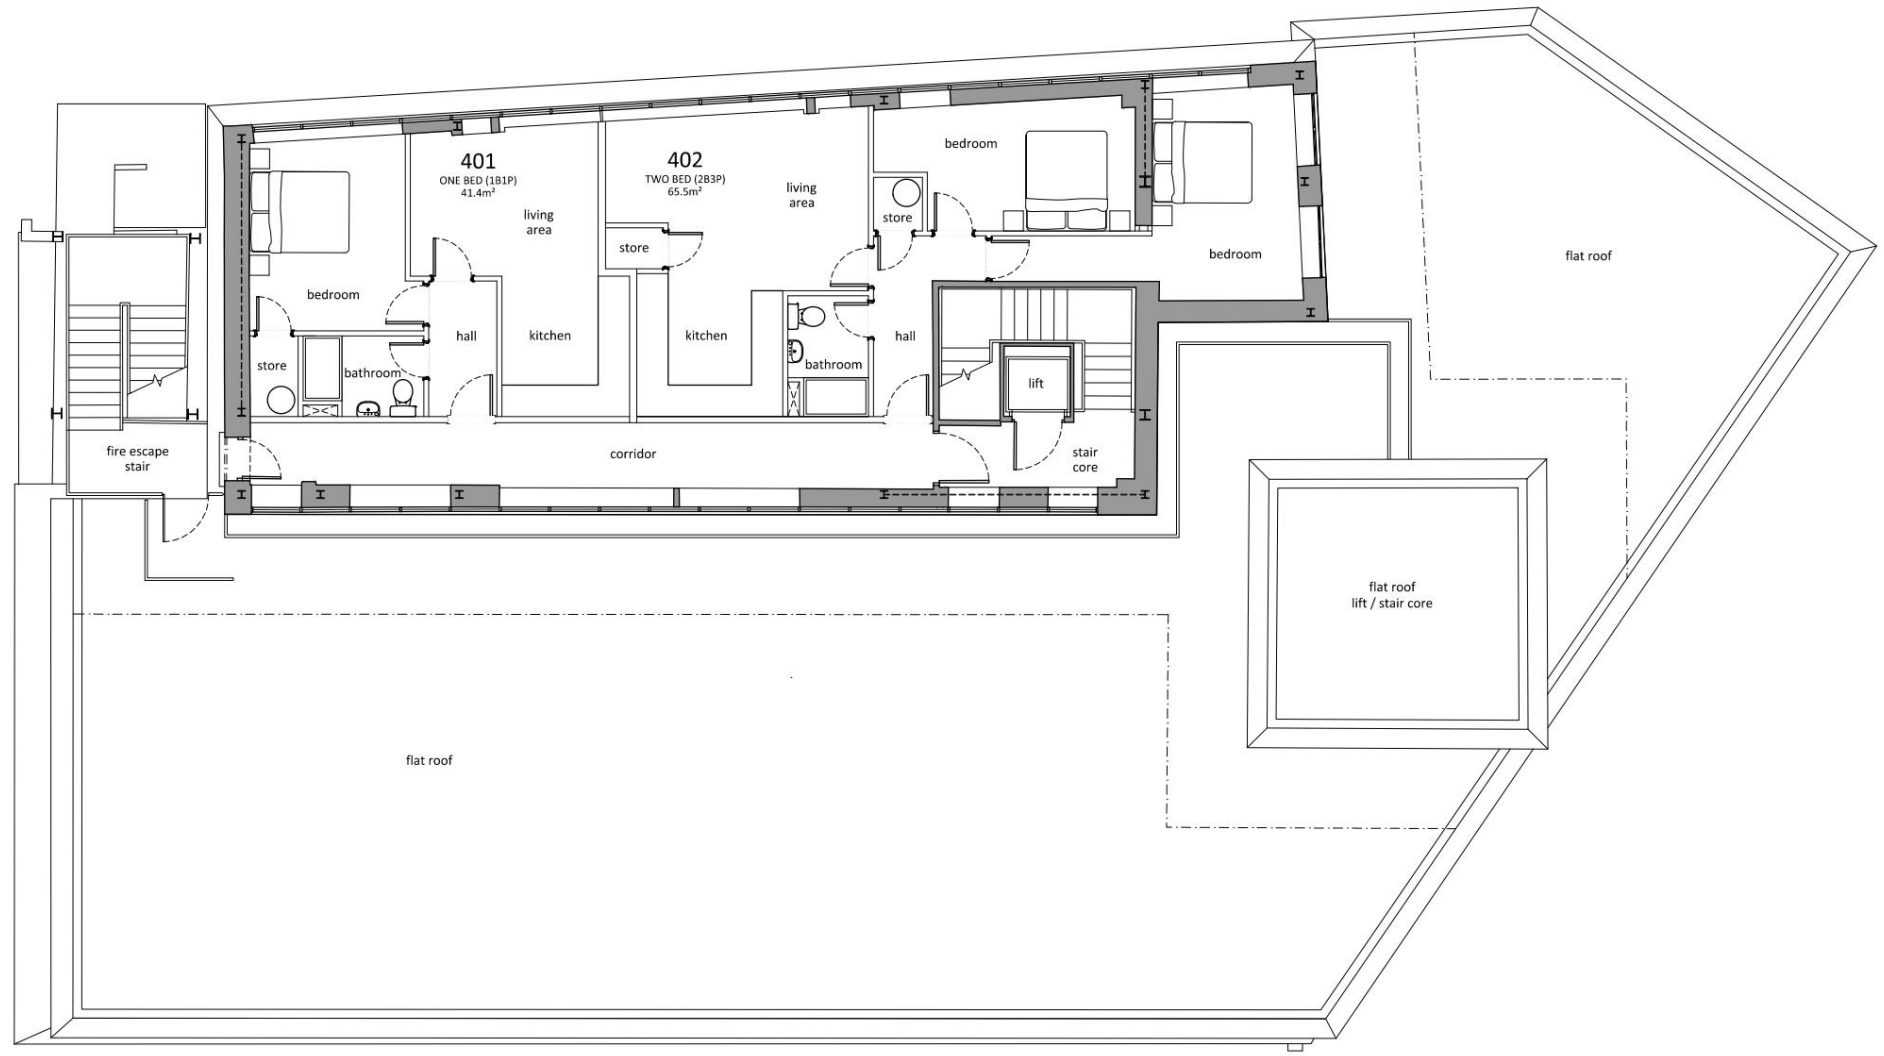 401
ONE BED (1B1P)
41.4m²
402
TWO BED (2B3P)
65.5m²
bedroom
living
area
living
area
store
store
bedroom
flat roof
bedroom
hall
kitchen
kitchen
hall
store
bathroom
bathroom
lift
fire escape
stair
corridor
stair
core
flat roof
lift / stair core
flat roof